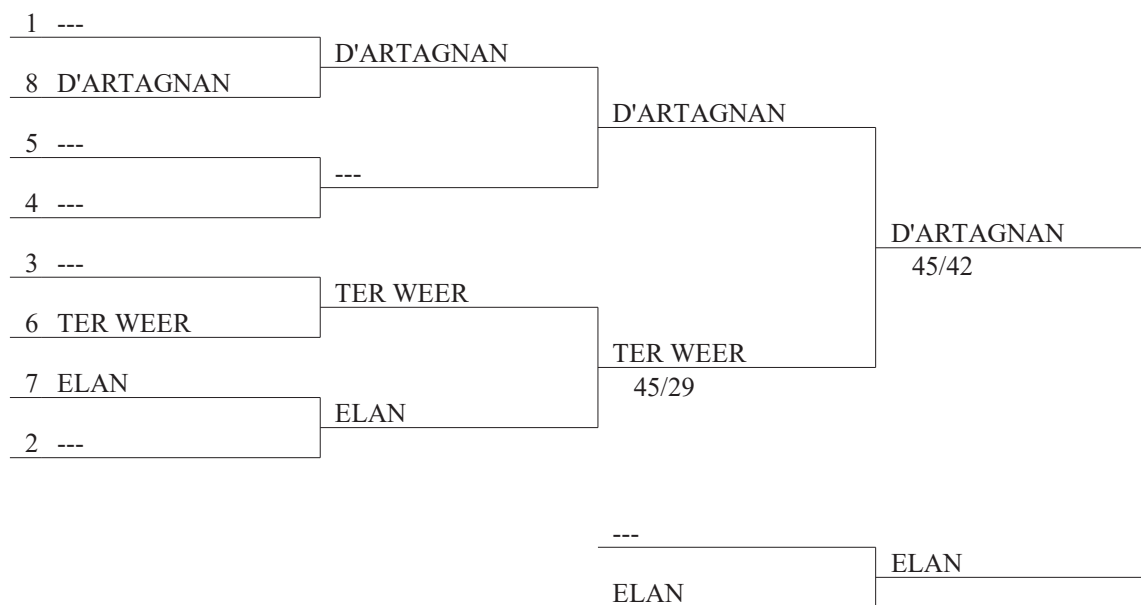 1 ---
8 D'ARTAGNAN
5 ---
4 ---
3 ---
6 TER WEER
7 ELAN
2 ---
D'ARTAGNAN
---
TER WEER
ELAN
D'ARTAGNAN
TER WEER
45/29
D'ARTAGNAN
45/42
---
ELAN
ELAN